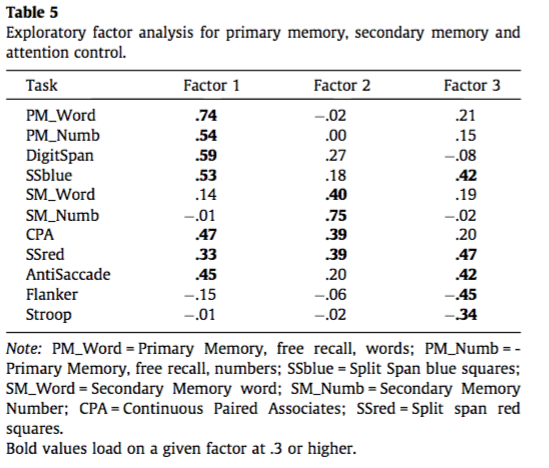 Table 5
Exploratory factor analysis for primary memory, secondary memory and
attention control.
Task Factor 1 Factor 2 Factor 3
PM_Word .74 −.02 .21
PM_Numb .54 .00 .15
DigitSpan .59 .27 −.08
SSblue .53 .18 .42
SM_Word .14 .40 .19
SM_Numb −.01 .75 −.02
CPA .47 .39 .20
SSred .33 .39 .47
AntiSaccade .45 .20 .42
Flanker −.15 −.06 −.45
Stroop −.01 −.02 −.34
Note: PM_Word = Primary Memory, free recall, words; PM_Numb = -
Primary Memory, free recall, numbers; SSblue = Split Span blue squares;
SM_Word = Secondary Memory word; SM_Numb = Secondary Memory
Number; CPA = Continuous Paired Associates; SSred = Split span red
squares.
Bold values load on a given factor at .3 or higher.